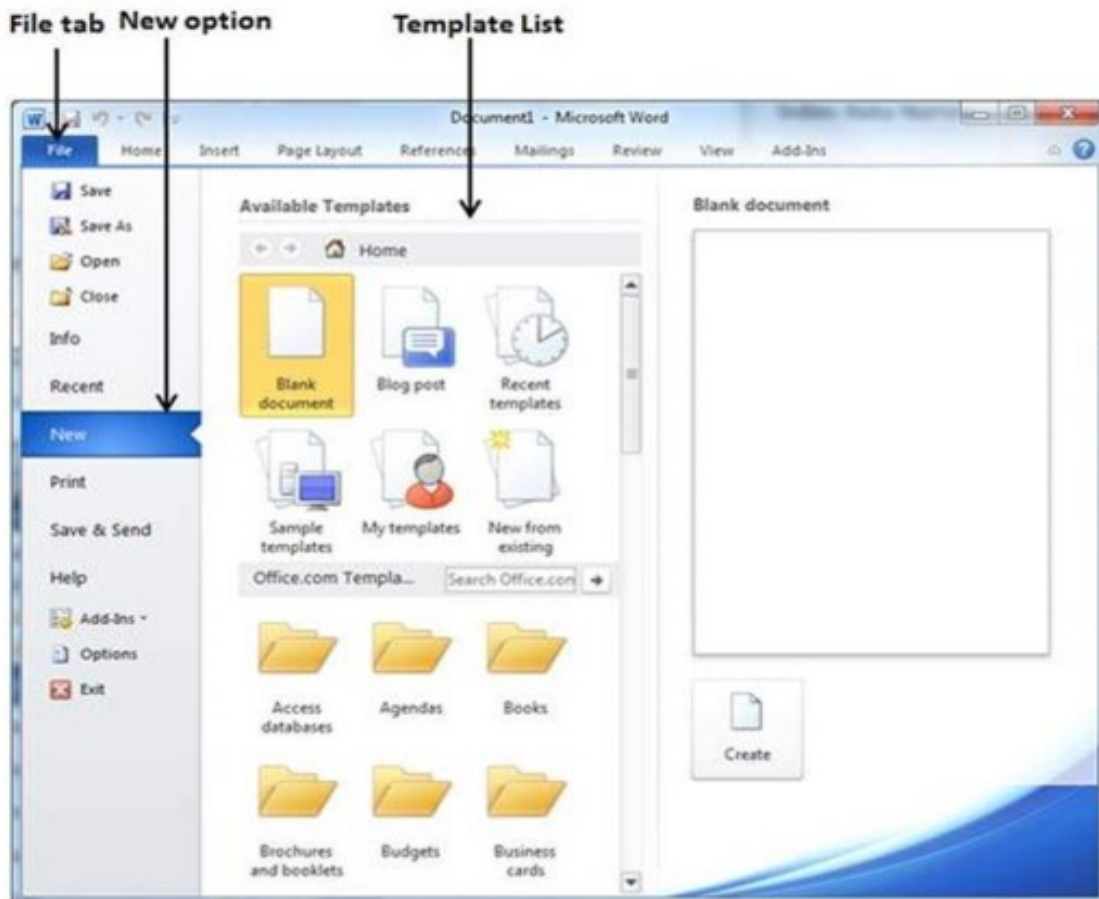 File tab New option Template List
Document1 - Microsoft Word
File Home Insert Page Layout References Mailings Review View Add-Ins
Save
Save As
Open
Close
Info
Recent
New
Print
Save & Send
Help
Add-Ins
Options
Exit
Available Templates
Home
Blank document
Blog post
Recent templates
Sample templates
My templates
New from existing
Office.com Templa...
Search Office.con
Access databases
Agendas
Books
Brochures and booklets
Budgets
Business cards
Blank document
Create